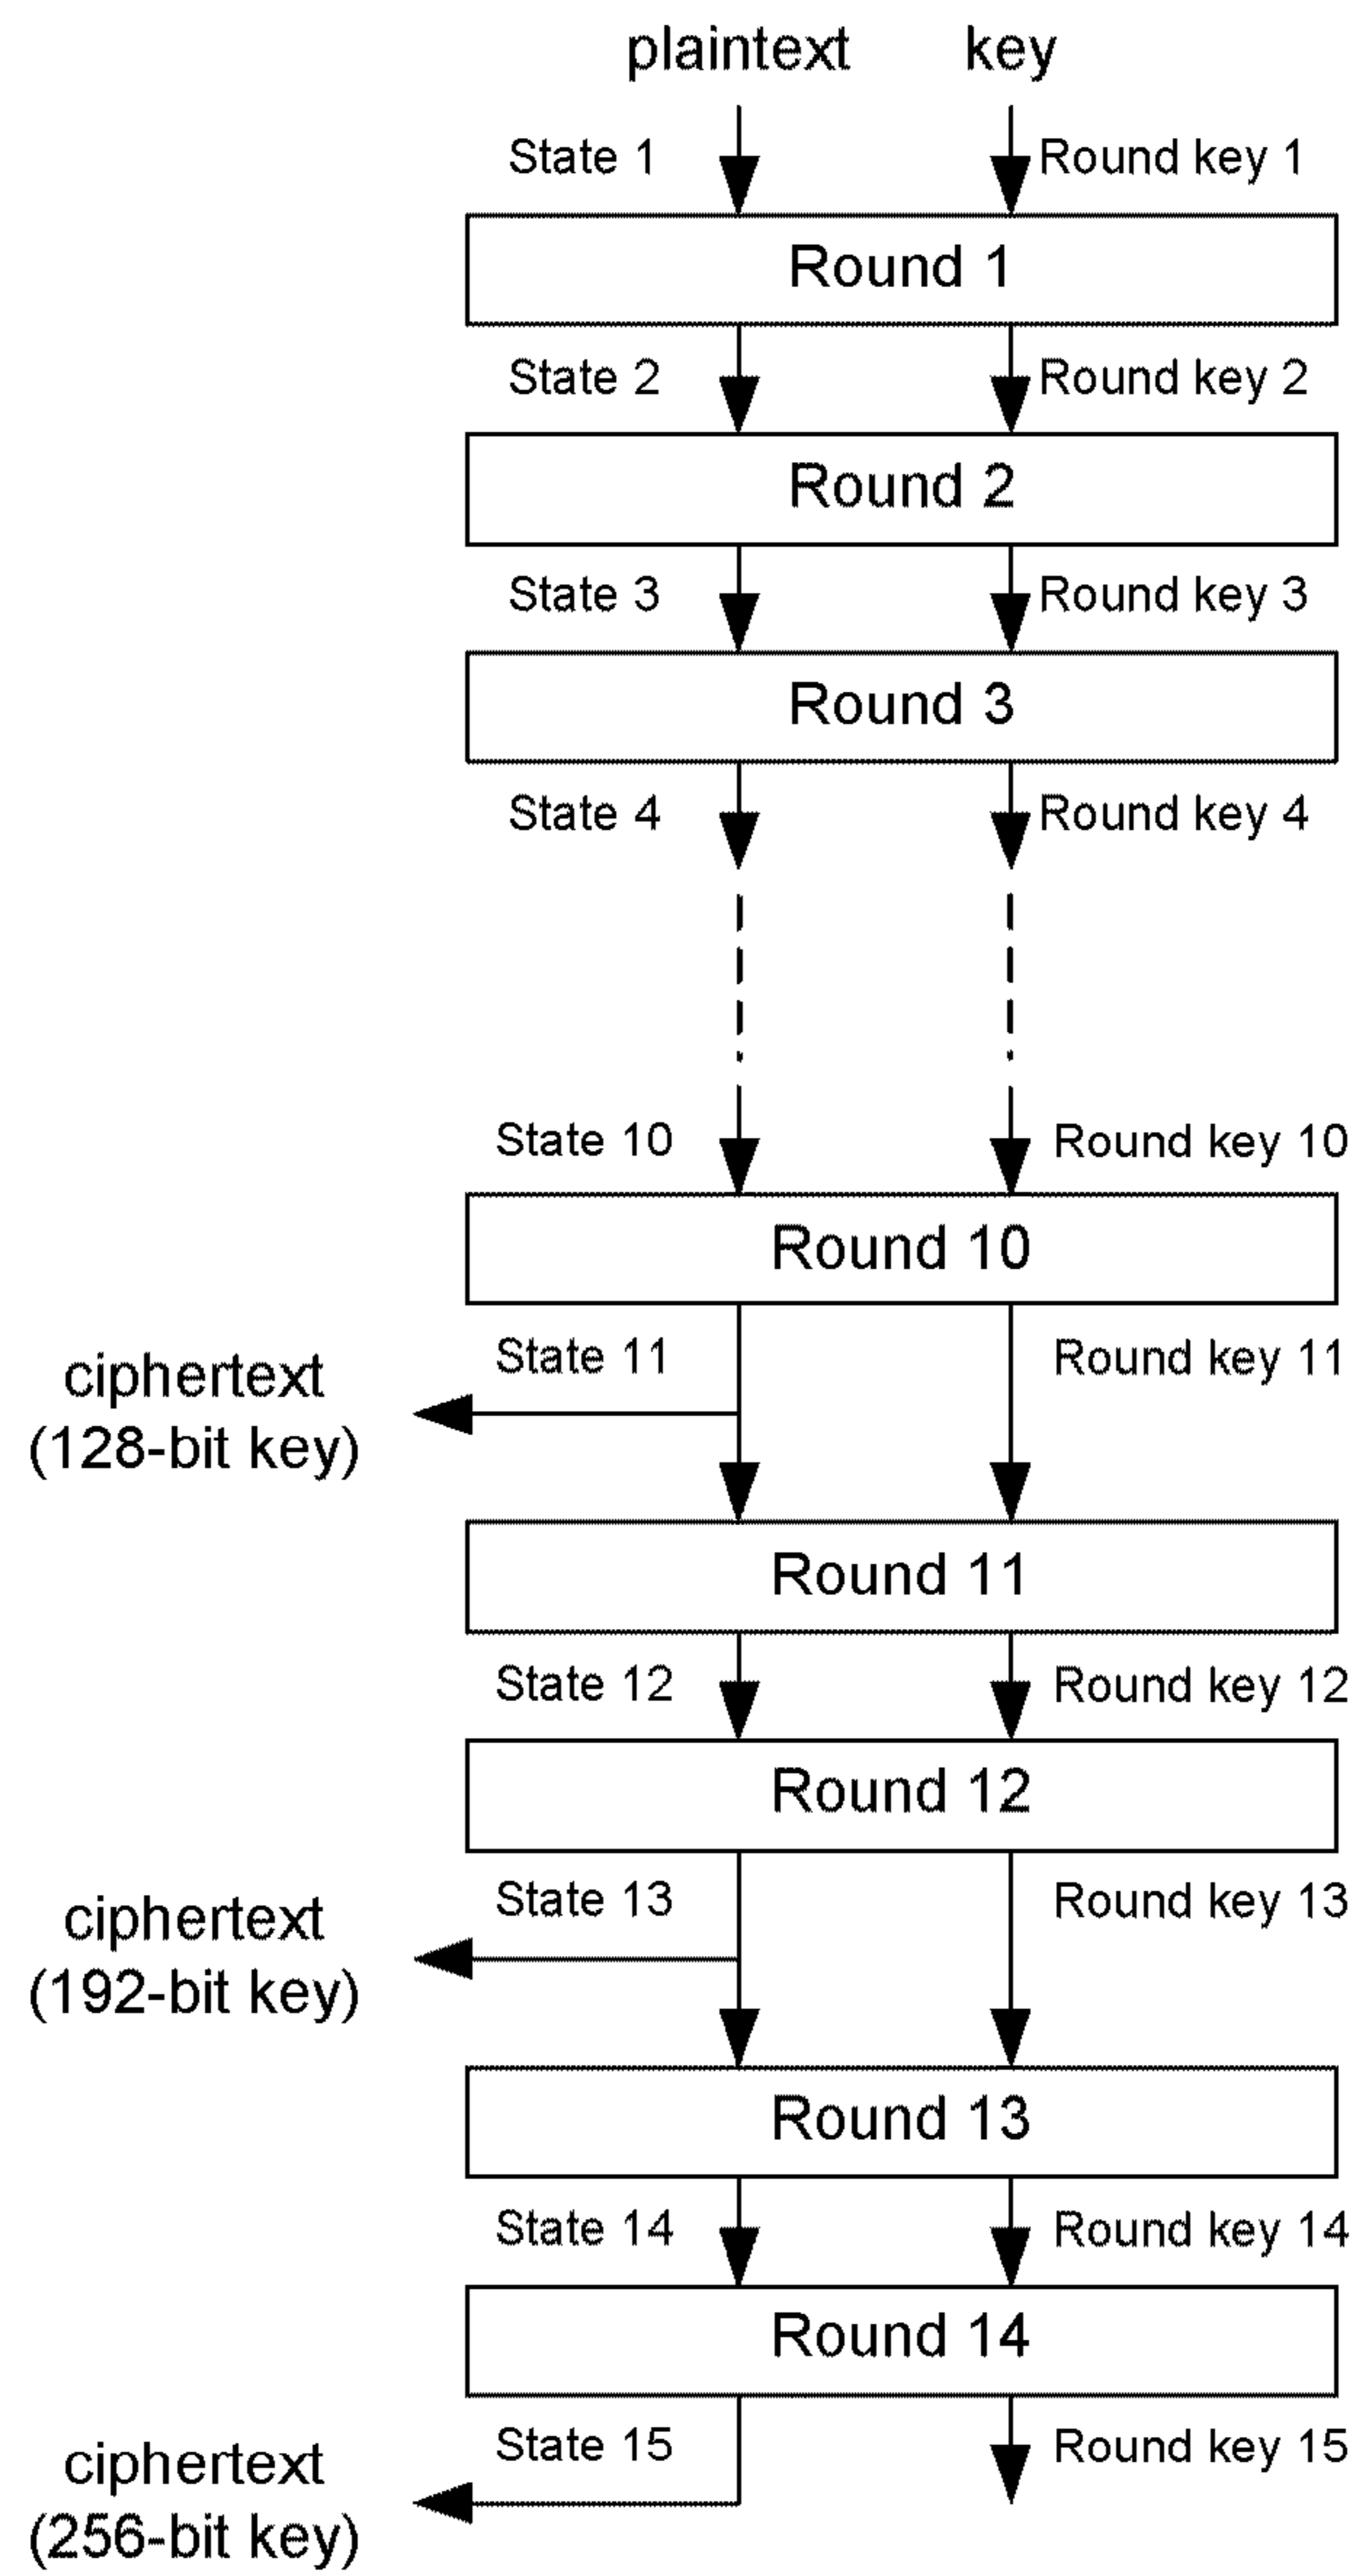 plaintext key
State 1 Round key 1
Round 1
State 2 Round key 2
Round 2
State 3 Round key 3
Round 3
State 4 Round key 4
State 10 Round key 10
Round 10
State 11 Round key 11
ciphertext
(128-bit key)
Round 11
State 12 Round key 12
Round 12
State 13 Round key 13
ciphertext
(192-bit key)
Round 13
State 14 Round key 14
Round 14
State 15 Round key 15
ciphertext
(256-bit key)